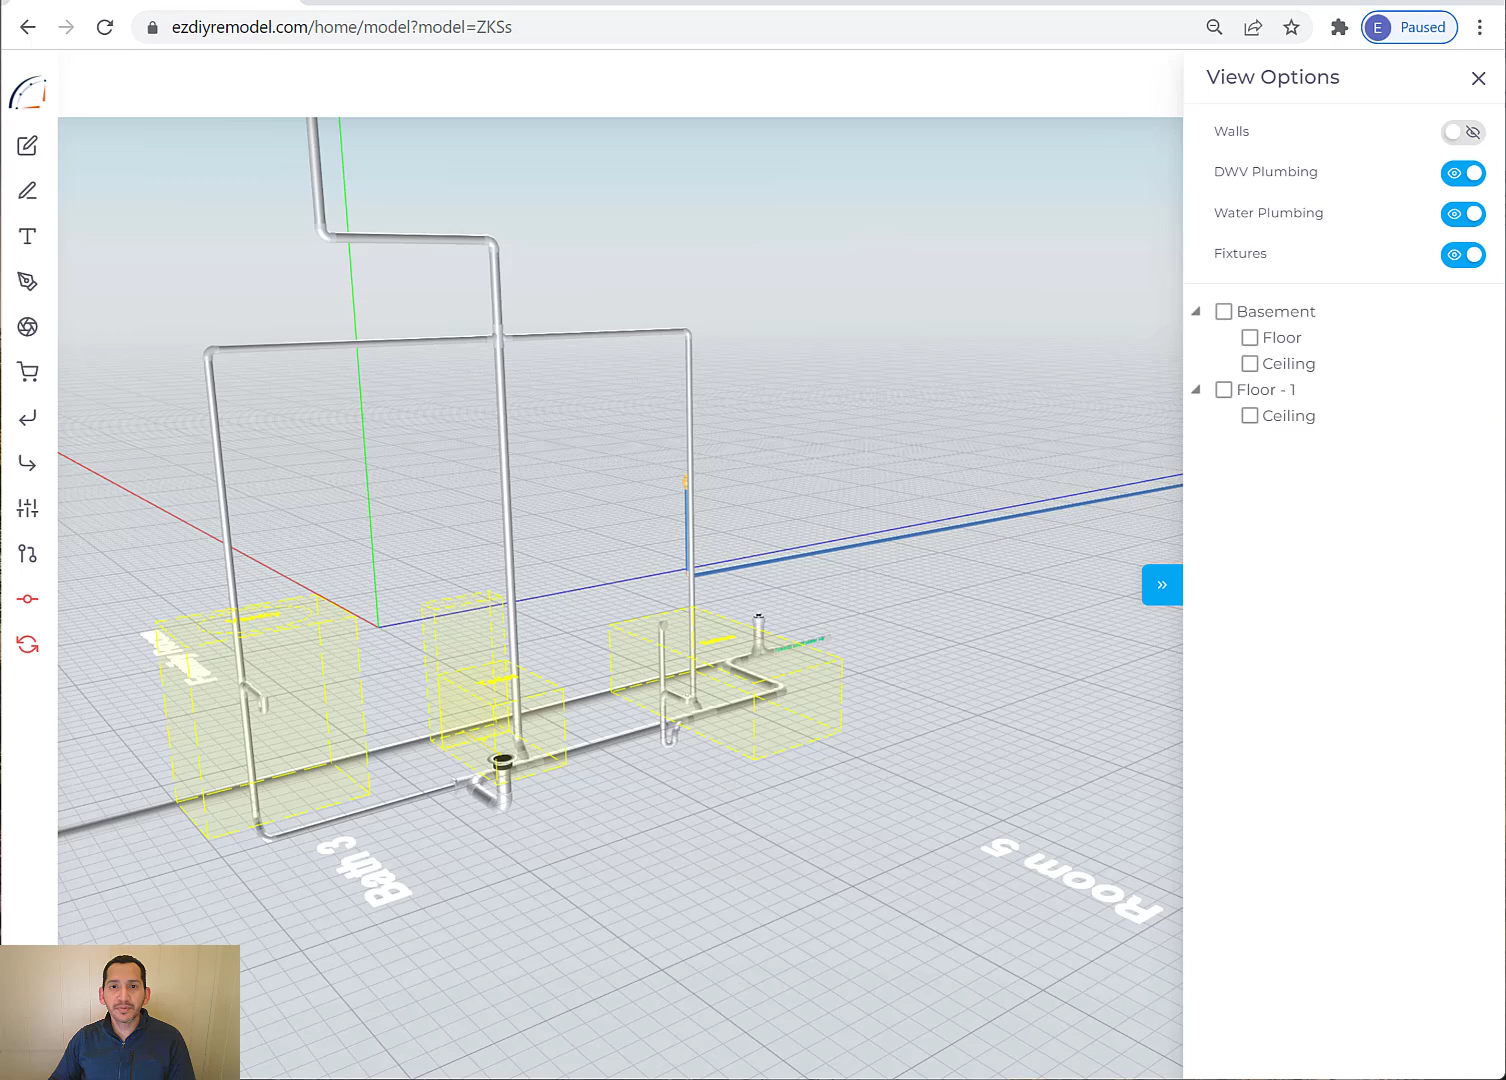 ezdiyremodel.com/home/model?model=ZKSs
E Paused
View Options
Walls
DWV Plumbing
Water Plumbing
Fixtures
Basement
Floor
Ceiling
Floor - 1
Ceiling
Bath 3
Room 5